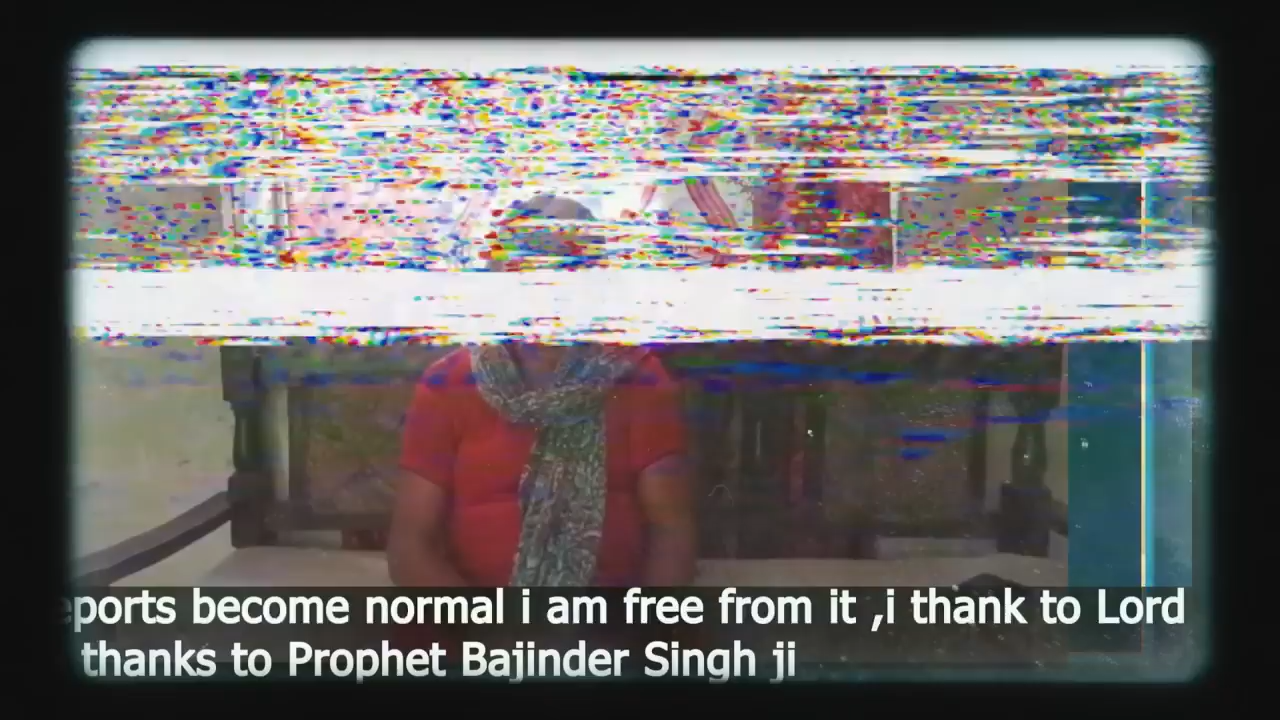 eports become normal i am free from it ,i thank to Lord
thanks to Prophet Bajinder Singh ji